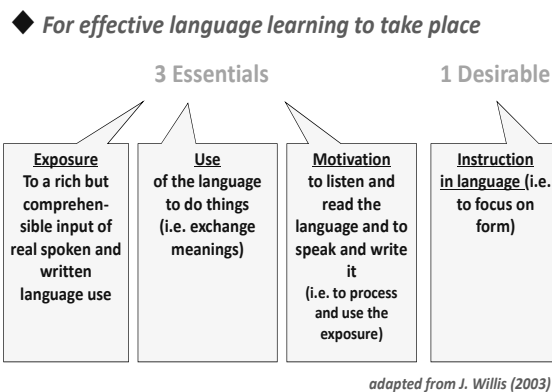 ◆ For effective language learning to take place
3 Essentials
1 Desirable
Exposure
To a rich but
comprehen-
sible input of
real spoken and
written
language use
Use
of the language
to do things
(i.e. exchange
meanings)
Motivation
to listen and
read the
language and to
speak and write
it
(i.e. to process
and use the
exposure)
Instruction
in language (i.e.
to focus on
form)
adapted from J. Willis (2003)